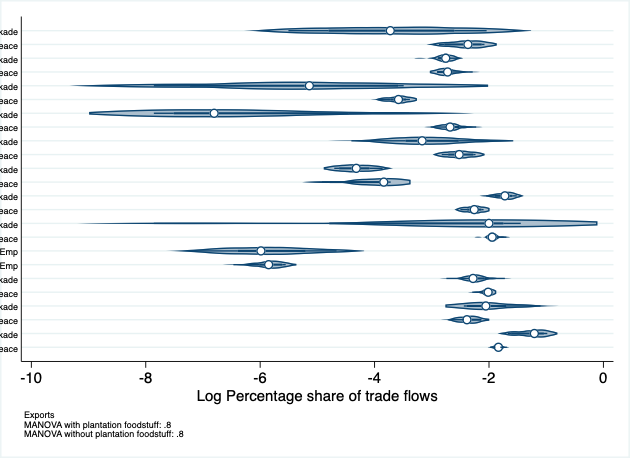 kade
eace
kade
eace
kade
eace
kade
eace
kade
eace
kade
eace
kade
eace
kade
eace
Emp
Emp
kade
eace
kade
eace
kade
eace
-10 -8 -6 -4 -2 0
Log Percentage share of trade flows
Exports
MANOVA with plantation foodstuff: .8
MANOVA without plantation foodstuff: .8